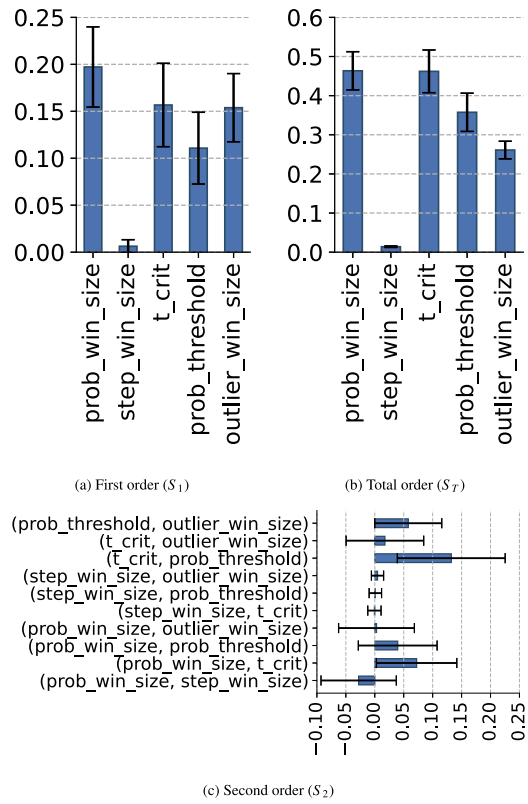 0.25
0.20
0.15
0.10
0.05
0.00
prob_win_size
step_win_size
t_crit
prob_threshold
outlier_win_size
(a) First order (S1)
0.6
0.5
0.4
0.3
0.2
0.1
0.0
prob_win_size
step_win_size
t_crit
prob_threshold
outlier_win_size
(b) Total order (ST)
(prob_threshold, outlier_win_size)
(t_crit, outlier_win_size)
(t_crit, prob_threshold)
(step_win_size, outlier_win_size)
(step_win_size, prob_threshold)
(step_win_size, t_crit)
(prob_win_size, outlier_win_size)
(prob_win_size, prob_threshold)
(prob_win_size, t_crit)
(prob_win_size, step_win_size)
−0.10
−0.05
0.00
0.05
0.10
0.15
0.20
0.25
(c) Second order (S2)